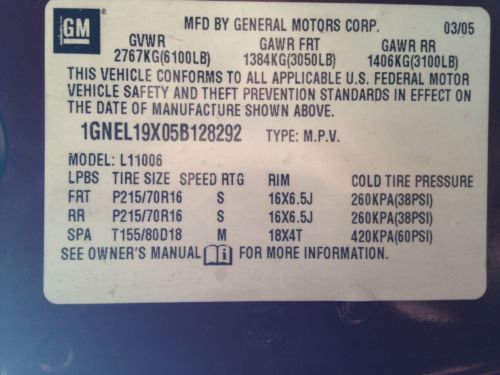 GM MFD BY GENERAL MOTORS CORP. 03/05
GVWR GAWR FRT GAWR RR
2767KG(6100LB) 1384KG(3050LB) 1406KG(3100LB)
THIS VEHICLE CONFORMS TO ALL APPLICABLE U.S. FEDERAL MOTOR
VEHICLE SAFETY AND THEFT PREVENTION STANDARDS IN EFFECT ON
THE DATE OF MANUFACTURE SHOWN ABOVE.
1GNEL19X05B128292 TYPE: M.P.V.
MODEL: L11006
LPBS TIRE SIZE SPEED RTG RIM COLD TIRE PRESSURE
FRT P215/70R16 S 16X6.5J 260KPA(38PSI)
RR P215/70R16 S 16X6.5J 260KPA(38PSI)
SPA T155/80D18 M 18X4T 420KPA(60PSI)
SEE OWNER'S MANUAL FOR MORE INFORMATION.